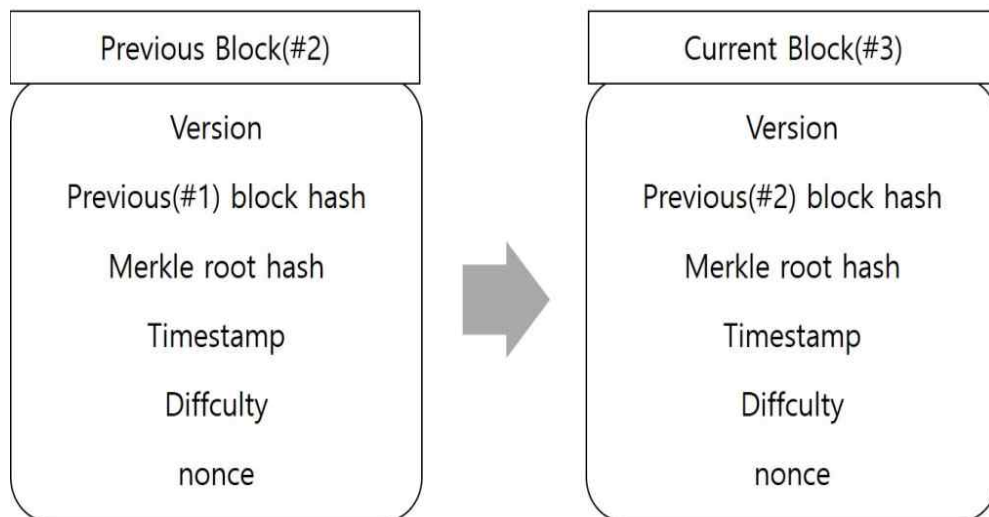 Previous Block(#2)
Version
Previous(#1) block hash
Merkle root hash
Timestamp
Diffculty
nonce
Current Block(#3)
Version
Previous(#2) block hash
Merkle root hash
Timestamp
Diffculty
nonce